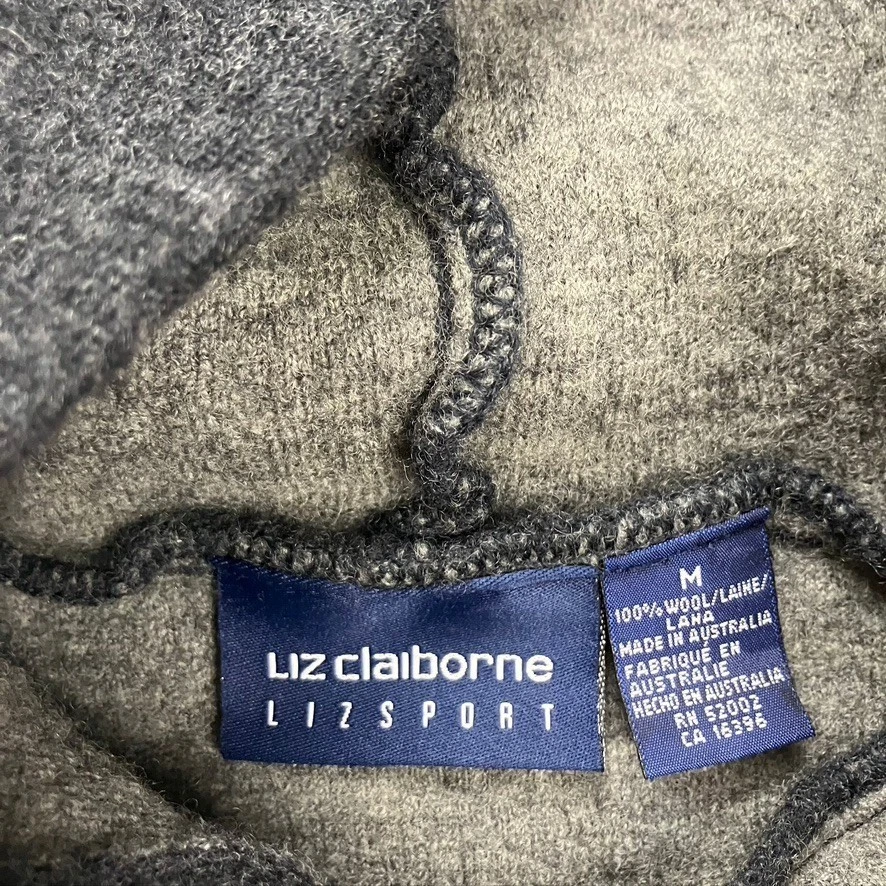 Liz claiborne
LIZSPORT
M
100% WOOL/LAINE/
LANA
MADE IN AUSTRALIA
FABRIQUÉ EN
AUSTRALIE
HECHO EN AUSTRALIA
RN 52002
CA 16396